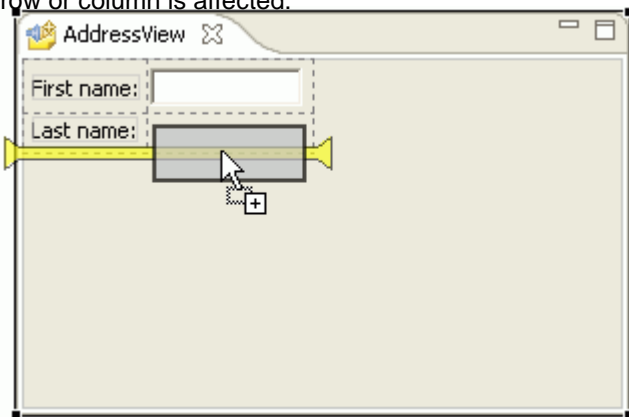 row or column is affected.
AddressView
First name:
Last name: